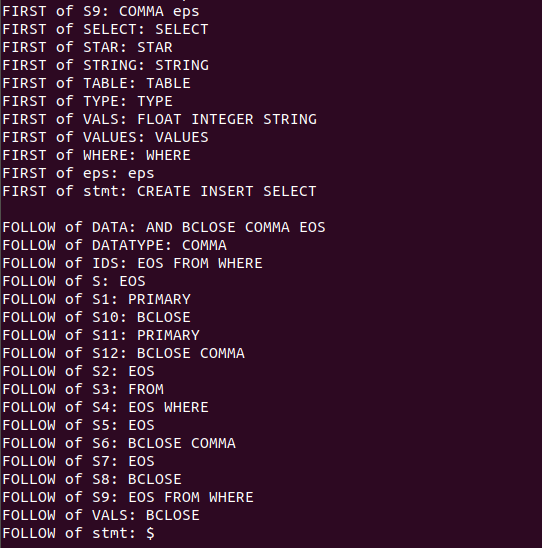 FIRST of S9: COMMA eps
FIRST of SELECT: SELECT
FIRST of STAR: STAR
FIRST of STRING: STRING
FIRST of TABLE: TABLE
FIRST of TYPE: TYPE
FIRST of VALS: FLOAT INTEGER STRING
FIRST of VALUES: VALUES
FIRST of WHERE: WHERE
FIRST of eps: eps
FIRST of stmt: CREATE INSERT SELECT
FOLLOW of DATA: AND BCLOSE COMMA EOS
FOLLOW of DATATYPE: COMMA
FOLLOW of IDS: EOS FROM WHERE
FOLLOW of S: EOS
FOLLOW of S1: PRIMARY
FOLLOW of S10: BCLOSE
FOLLOW of S11: PRIMARY
FOLLOW of S12: BCLOSE COMMA
FOLLOW of S2: EOS
FOLLOW of S3: FROM
FOLLOW of S4: EOS WHERE
FOLLOW of S5: EOS
FOLLOW of S6: BCLOSE COMMA
FOLLOW of S7: EOS
FOLLOW of S8: BCLOSE
FOLLOW of S9: EOS FROM WHERE
FOLLOW of VALS: BCLOSE
FOLLOW of stmt: $